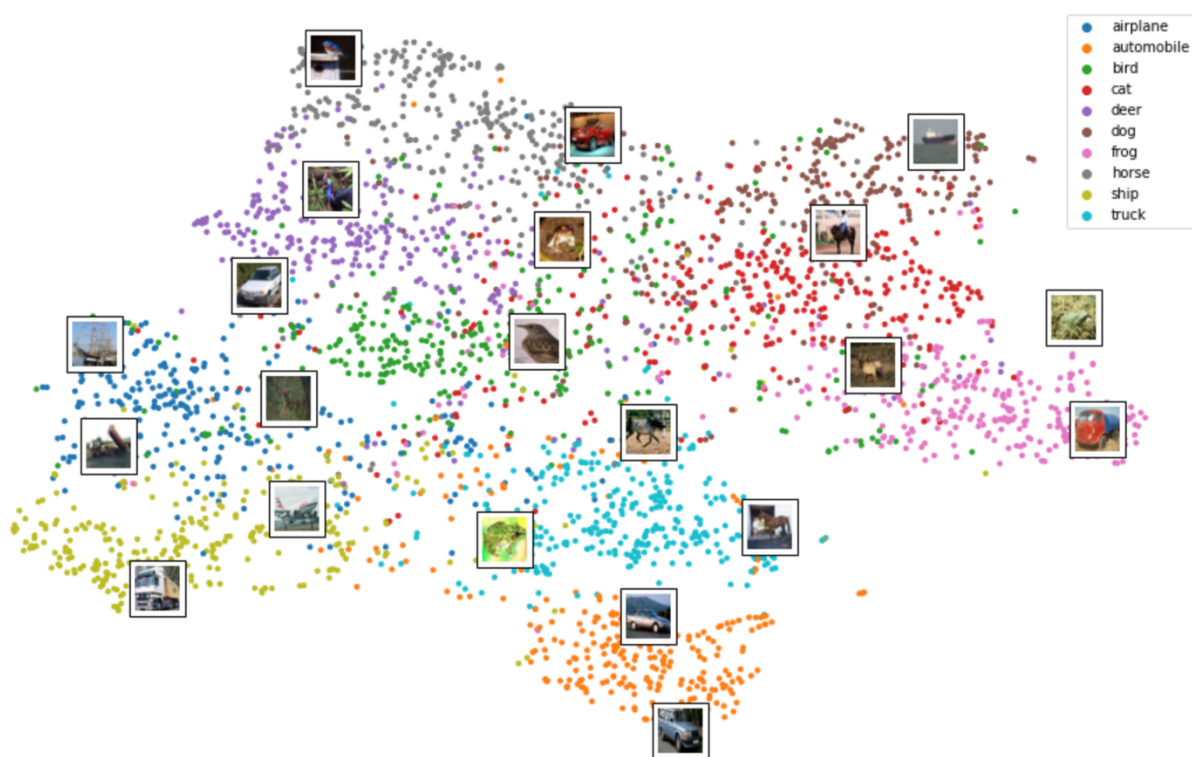 airplane
automobile
bird
cat
deer
dog
frog
horse
ship
truck